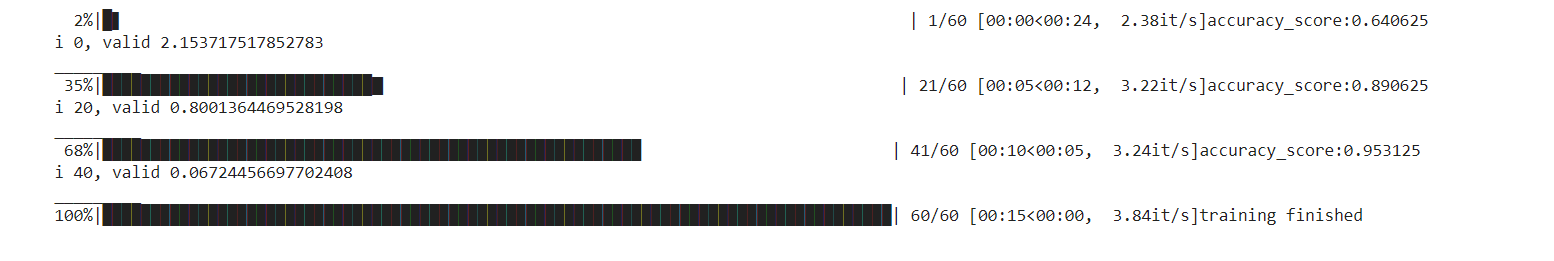 2%| | 1/60 [00:00<00:24, 2.38it/s]accuracy_score:0.640625
i 0, valid 2.153717517852783
_________
35%| | 21/60 [00:05<00:12, 3.22it/s]accuracy_score:0.890625
i 20, valid 0.8001364469528198
_________
68%| | 41/60 [00:10<00:05, 3.24it/s]accuracy_score:0.953125
i 40, valid 0.06724456697702408
_________
100%| | 60/60 [00:15<00:00, 3.84it/s]training finished